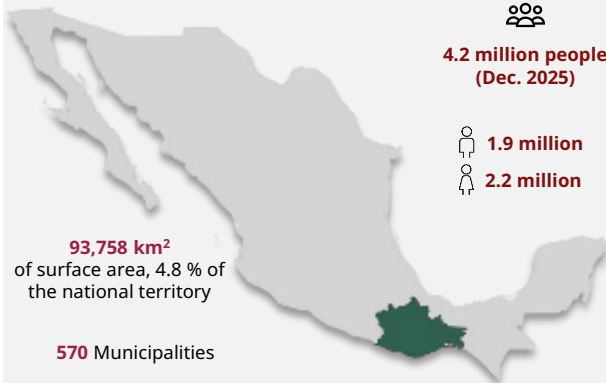 4.2 million people
(Dec. 2025)
1.9 million
2.2 million
93,758 km²
of surface area, 4.8 % of
the national territory
570 Municipalities